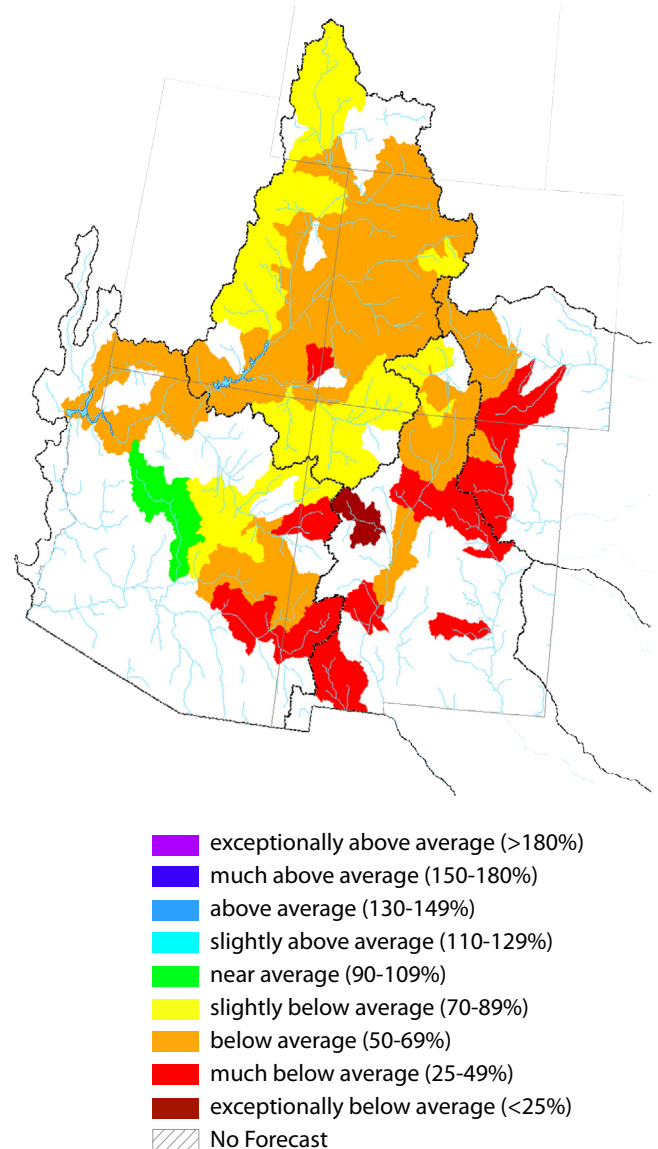 exceptionally above average (>180%)
much above average (150-180%)
above average (130-149%)
slightly above average (110-129%)
near average (90-109%)
slightly below average (70-89%)
below average (50-69%)
much below average (25-49%)
exceptionally below average (<25%)
No Forecast